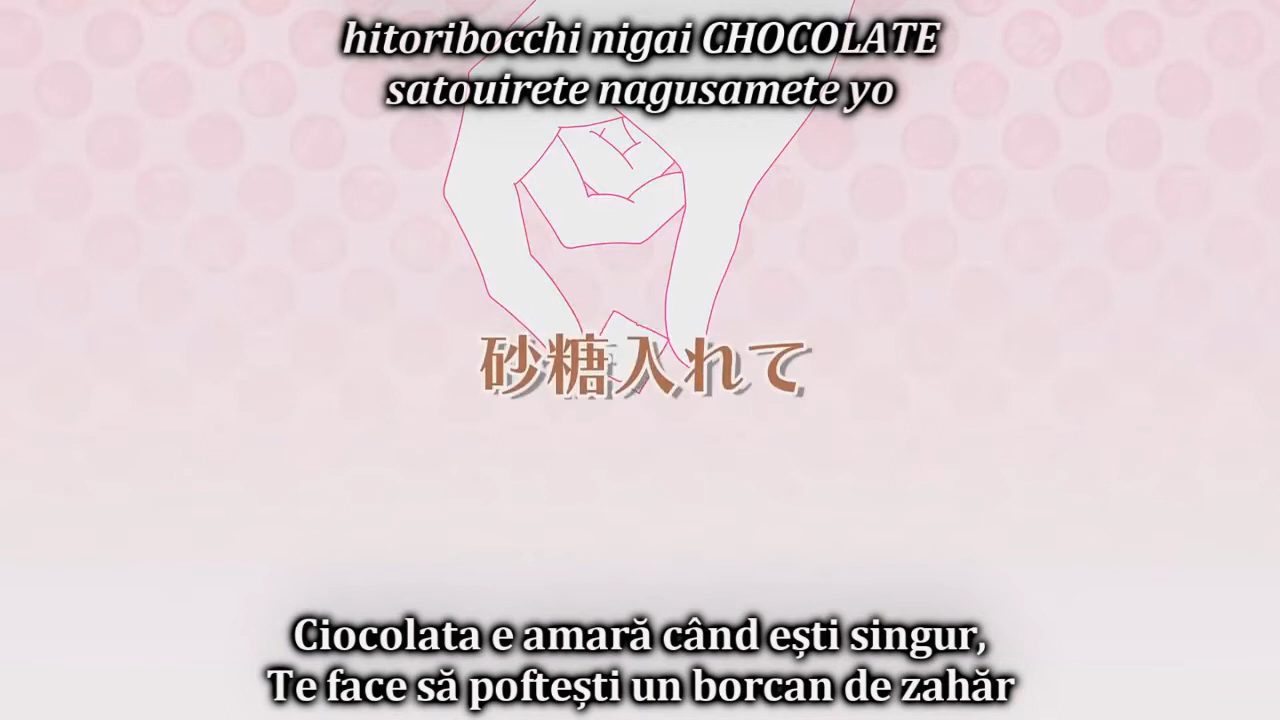 hitoribocchi nigai CHOCOLATE
satouirete nagusamete yo
砂糖入れて
Ciocolata e amară când ești singur,
Te face să poftești un borcan de zahăr